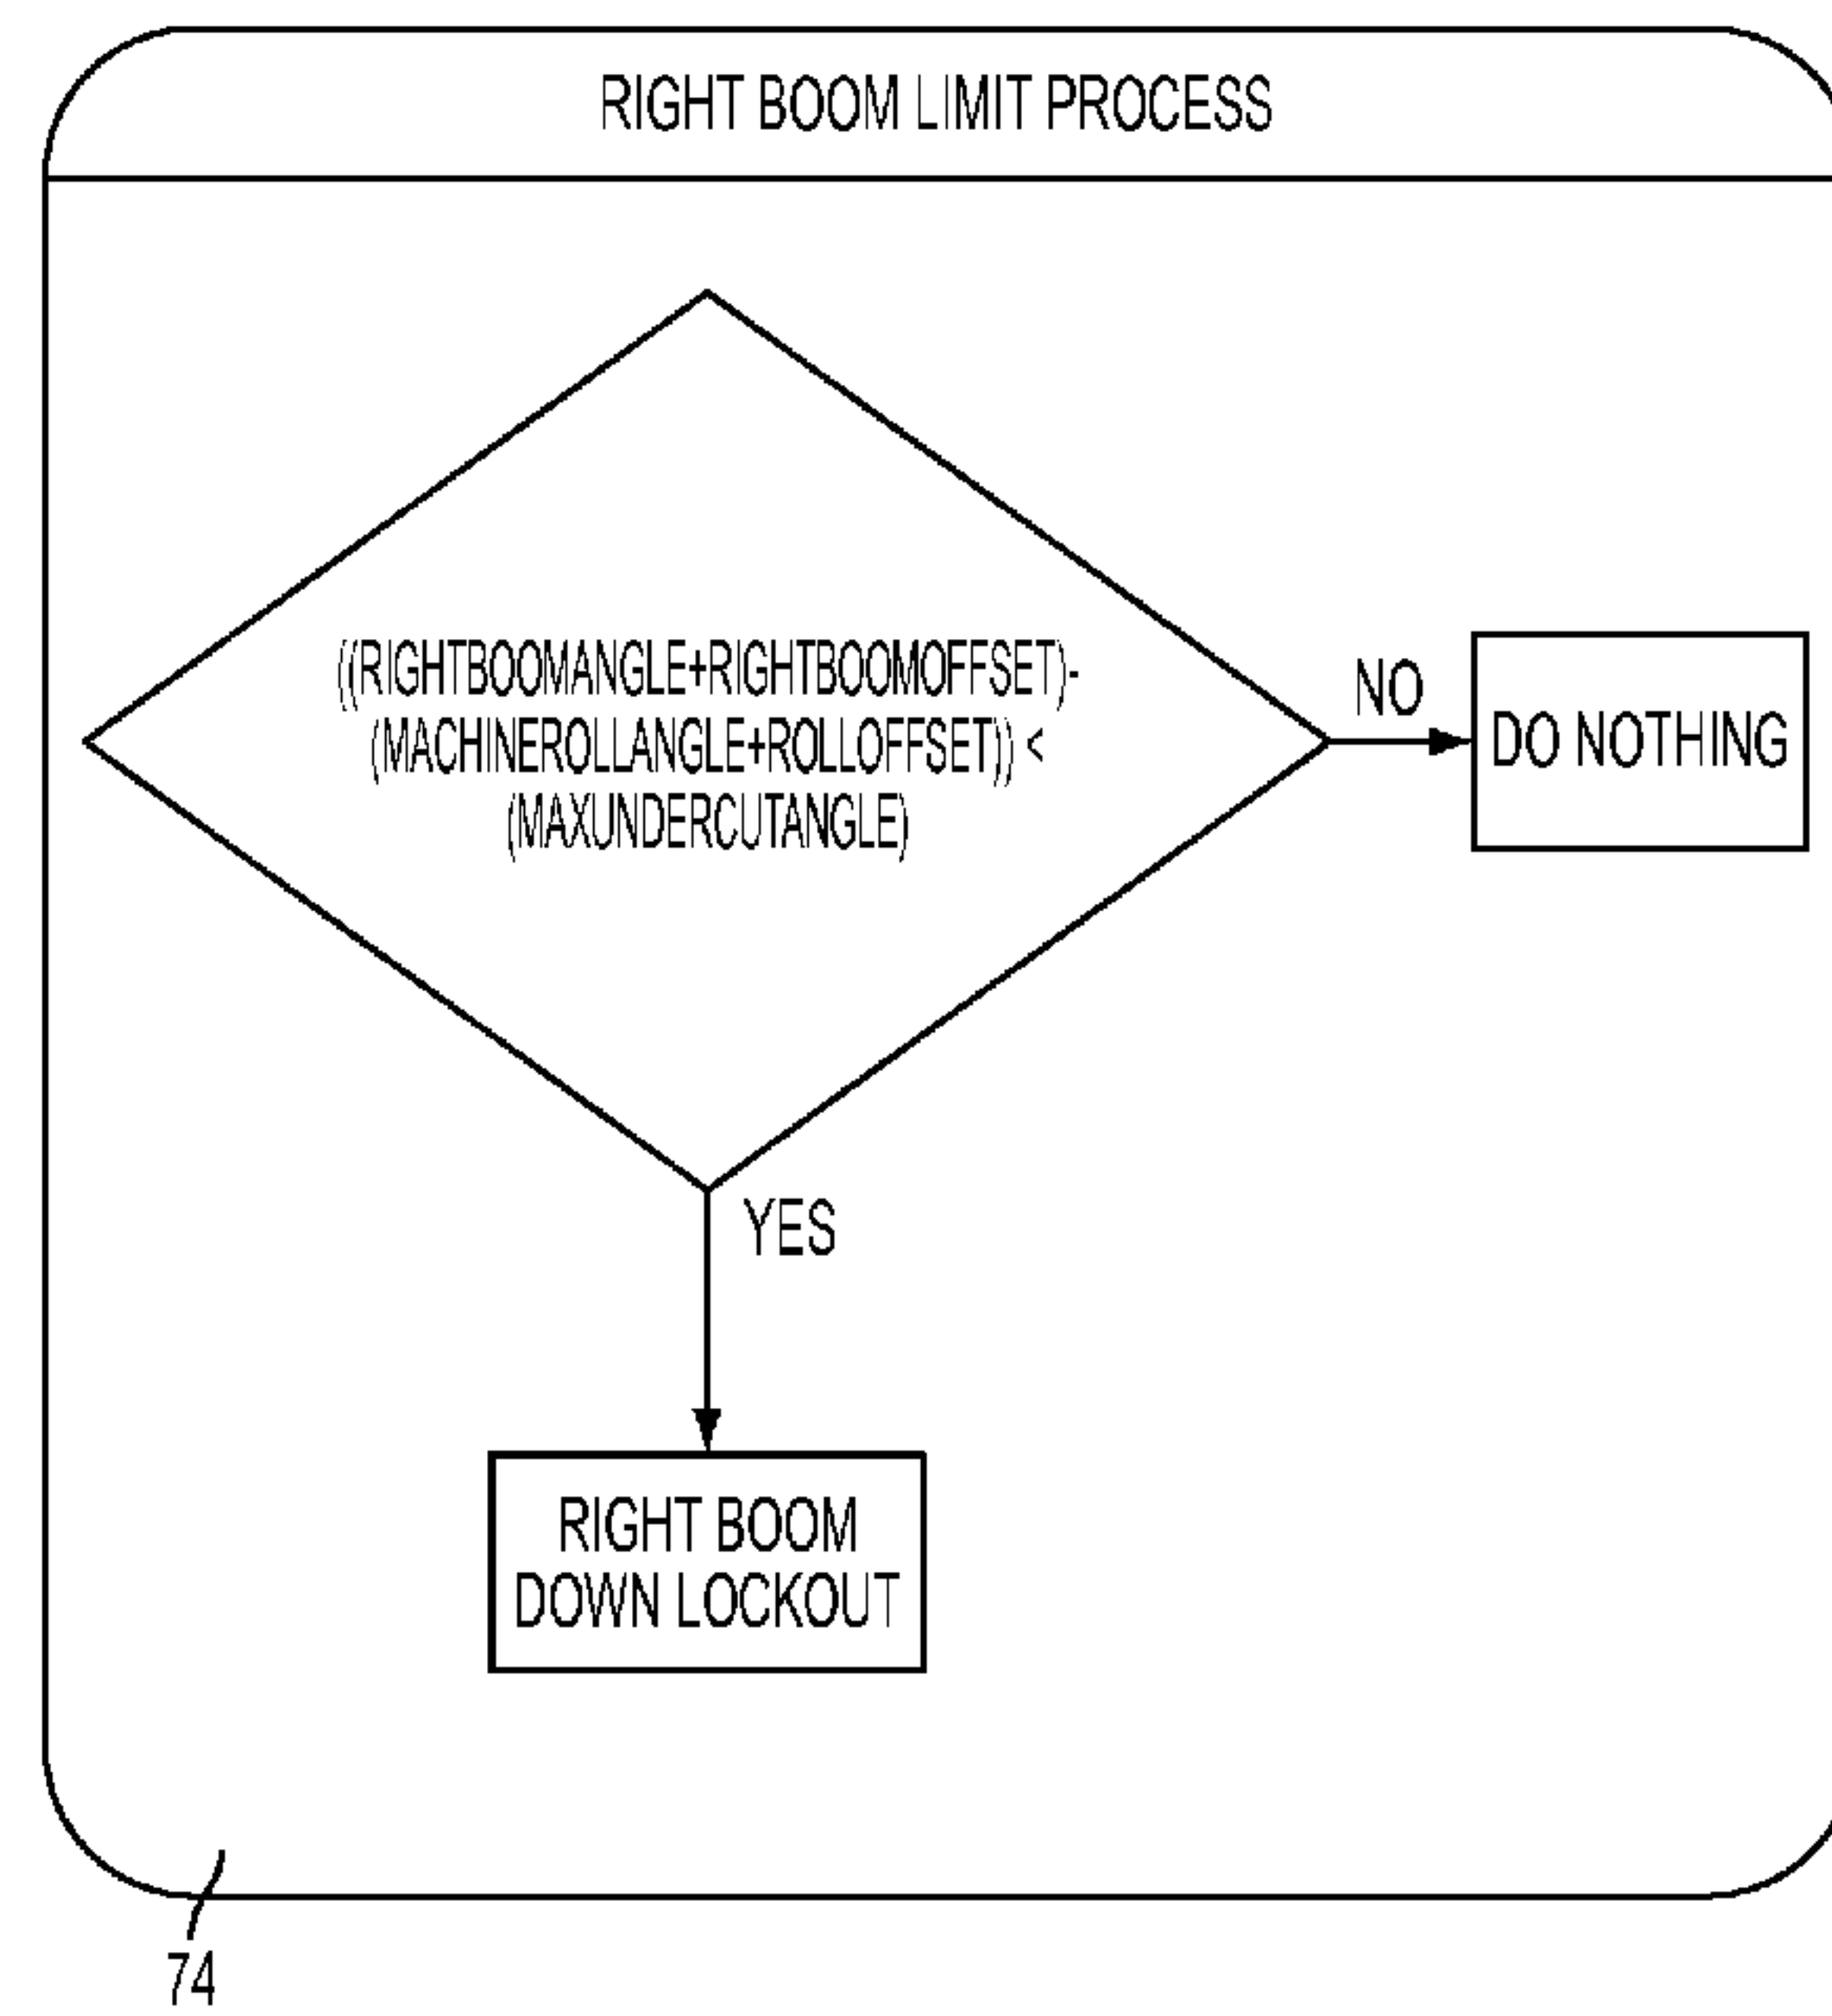 RIGHT BOOM LIMIT PROCESS
((RIGHTBOOMANGLE+RIGHTBOOMOFFSET)-
(MACHINEROLLANGLE+ROLLOFFSET)) <
(MAXUNDERCUTANGLE)
NO
DO NOTHING
YES
RIGHT BOOM
DOWN LOCKOUT
74